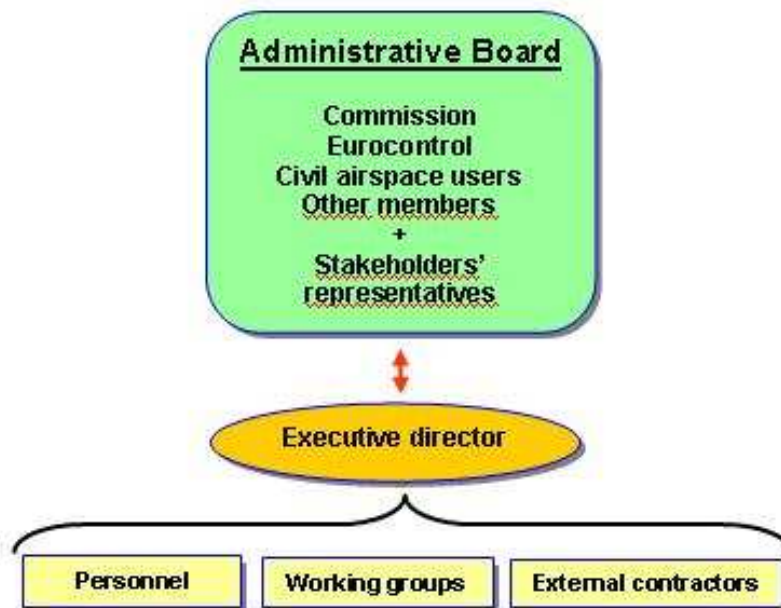 Administrative Board
Commission
Eurocontrol
Civil airspace users
Other members
+
Stakeholders'
representatives
Executive director
Personnel
Working groups
External contractors